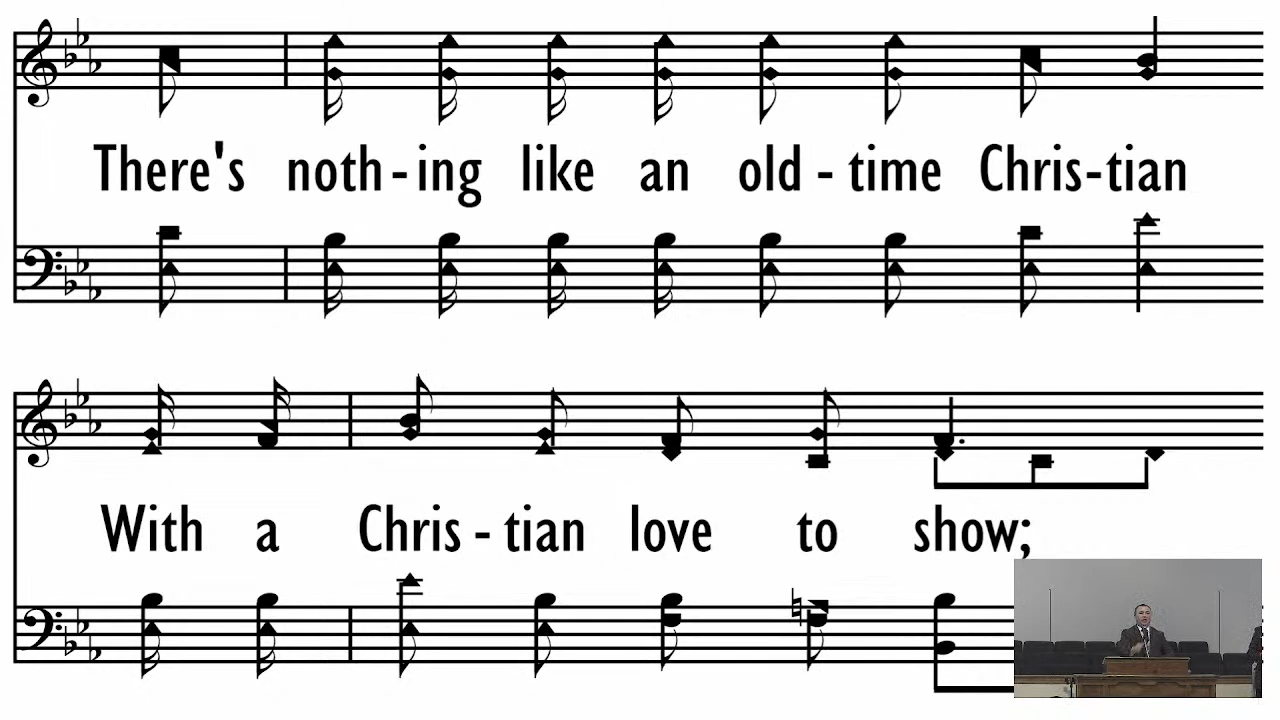 There's noth - ing like an old - time Chris - tian
With a Chris - tian love to show;